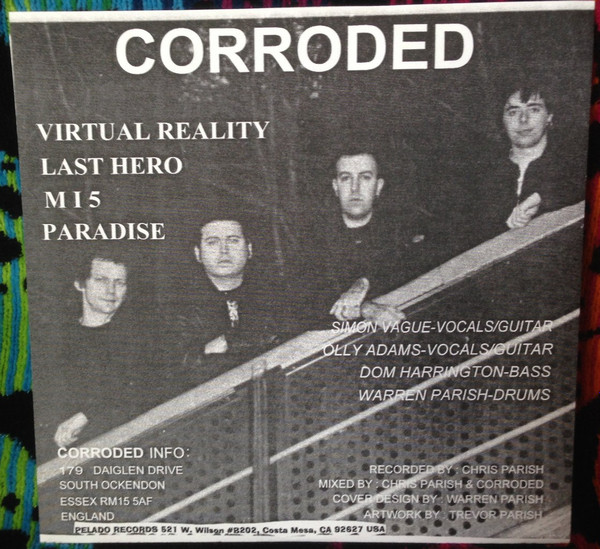 CORRODED
VIRTUAL REALITY
LAST HERO
M I 5
PARADISE
SIMON VAGUE-VOCALS/GUITAR
OLLY ADAMS-VOCALS/GUITAR
DOM HARRINGTON-BASS
WARREN PARISH-DRUMS
CORRODED INFO:
179 DAIGLEN DRIVE
SOUTH OCKENDON
ESSEX RM15 5AF
ENGLAND
RECORDED BY : CHRIS PARISH
MIXED BY : CHRIS PARISH & CORRODED
COVER DESIGN BY : WARREN PARISH
ARTWORK BY : TREVOR PARISH
PELADO RECORDS 521 W. Wilson #B202, Costa Mesa, CA 92627 USA